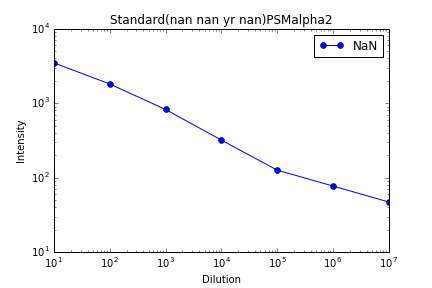 Standard(nan nan yr nan)PSMalpha2
NaN
10^4
10^3
10^2
10^1
Intensity
10^1 10^2 10^3 10^4 10^5 10^6 10^7
Dilution